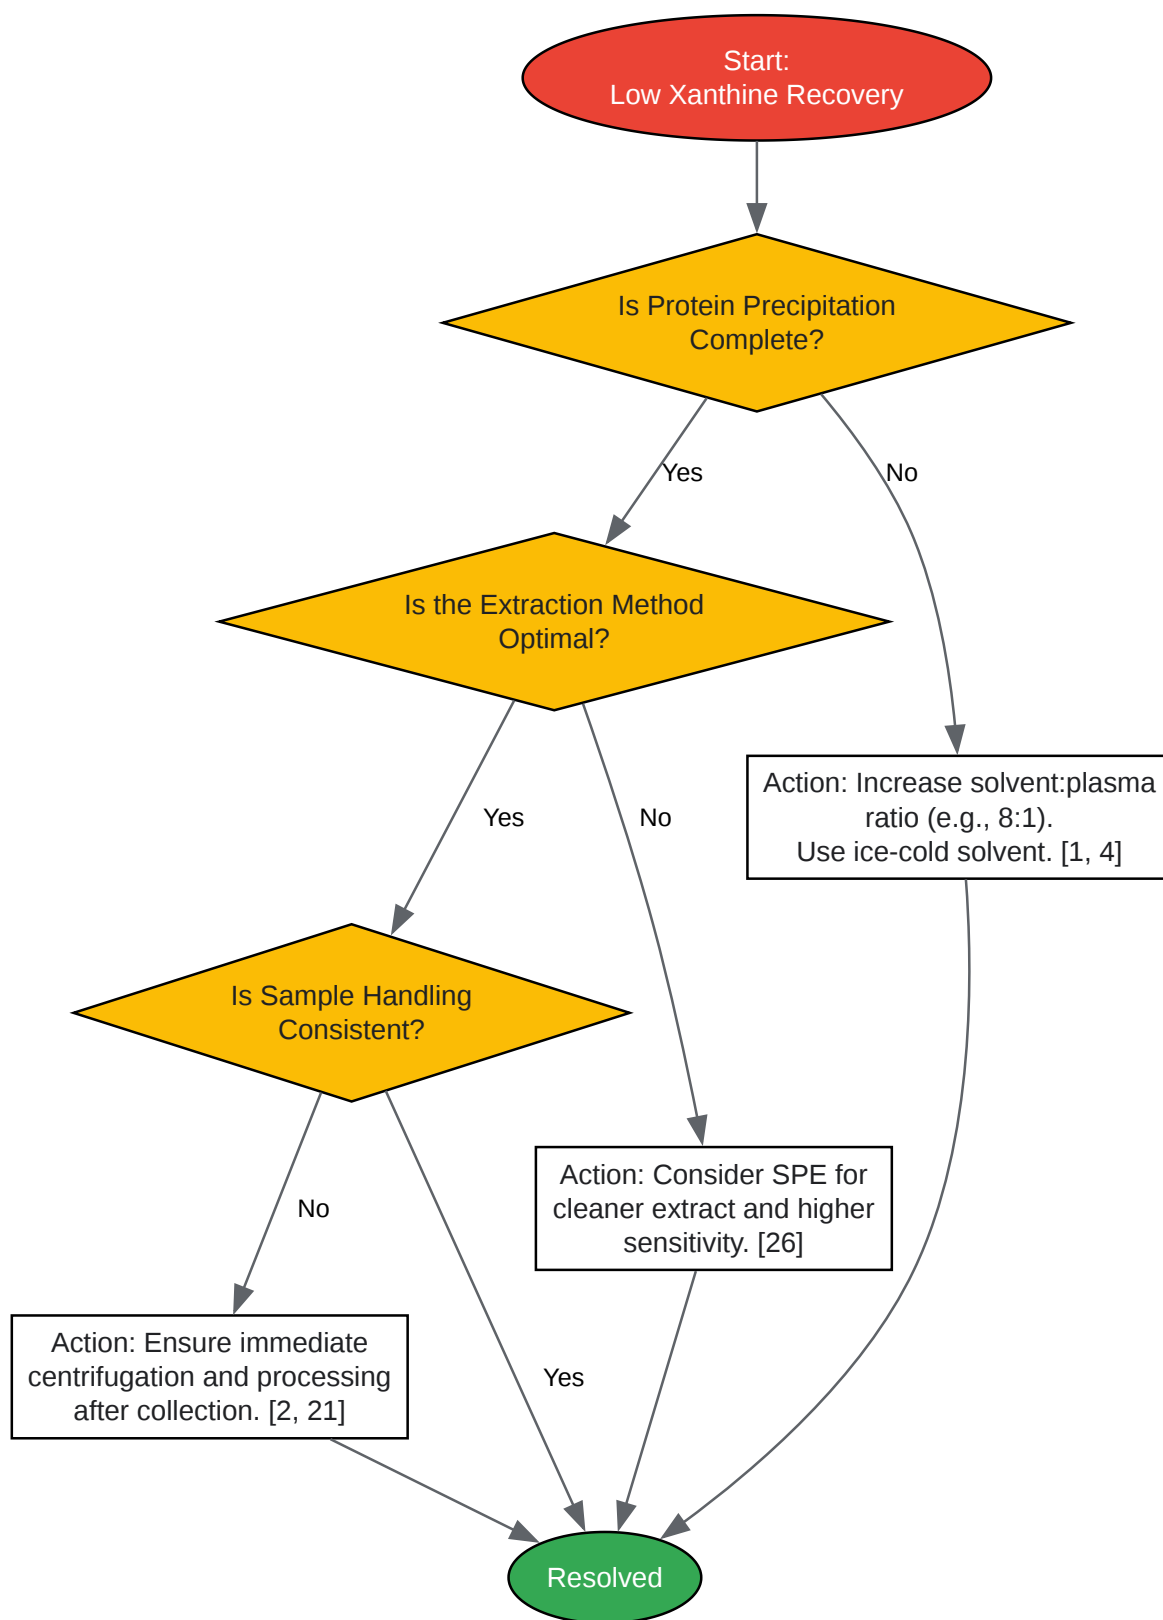 Start:
Low Xanthine Recovery
Is Protein Precipitation
Complete?
Yes
No
Is the Extraction Method
Optimal?
Yes
No
Action: Increase solvent:plasma
ratio (e.g., 8:1).
Use ice-cold solvent. [1, 4]
Is Sample Handling
Consistent?
No
Yes
Action: Consider SPE for
cleaner extract and higher
sensitivity. [26]
Action: Ensure immediate
centrifugation and processing
after collection. [2, 21]
Resolved